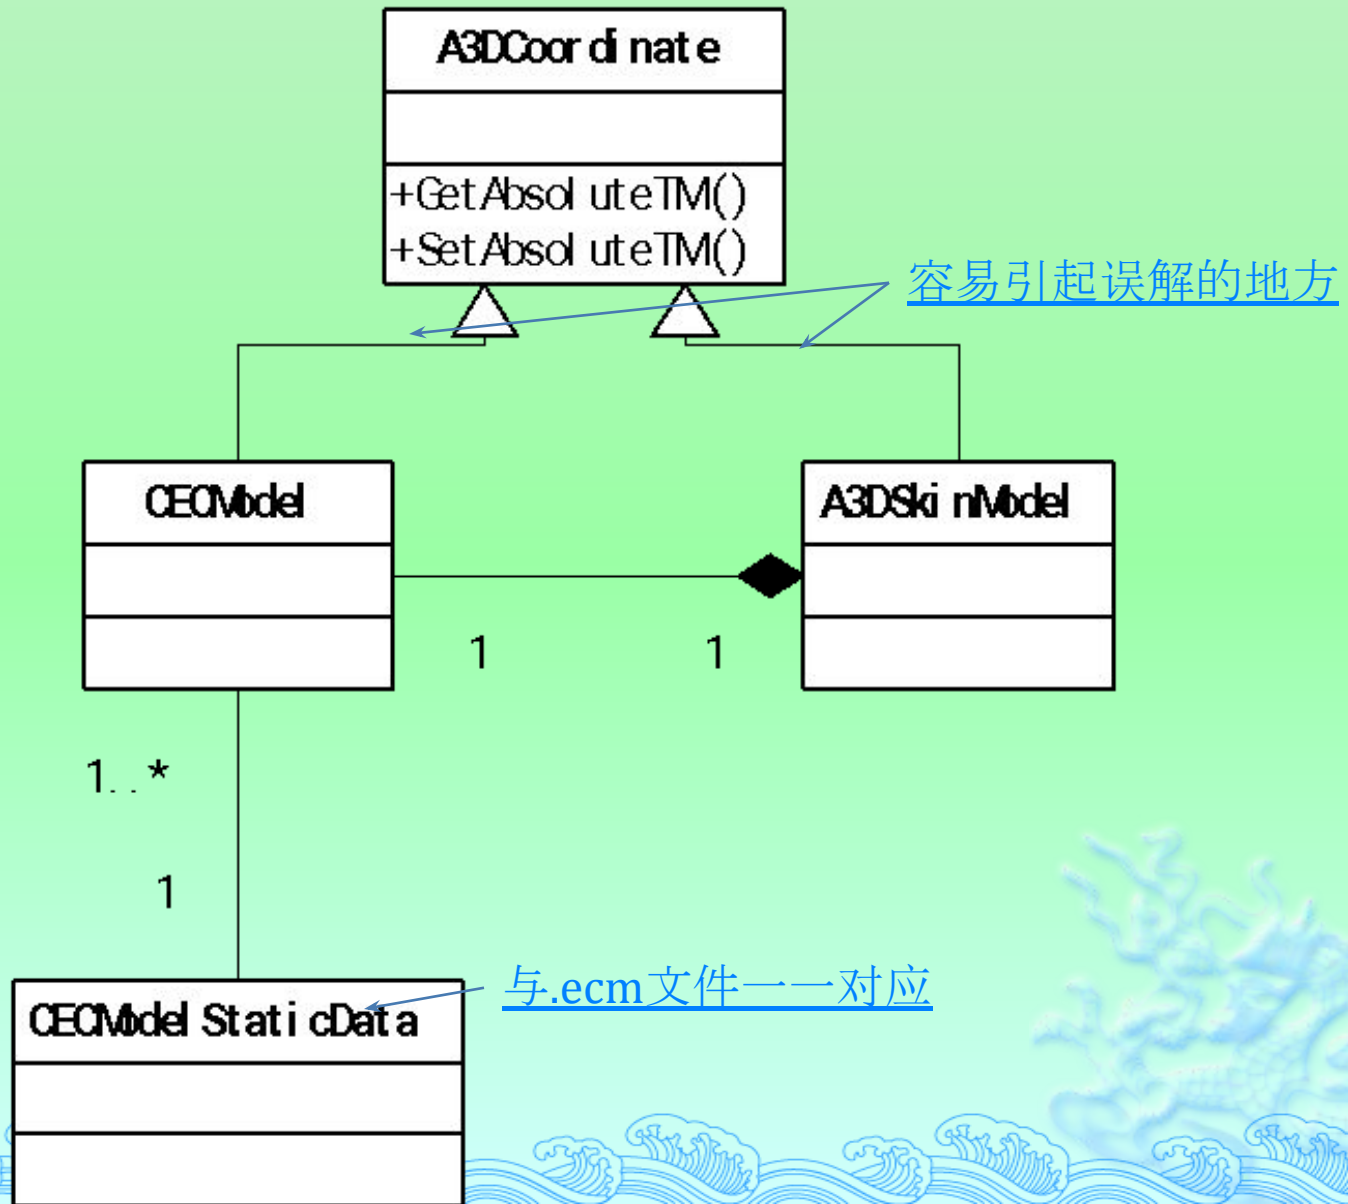 A3DCoordinate
+GetAbsoluteTM()
+SetAbsoluteTM()
容易引起误解的地方
CECModel
A3DSkinModel
1
1
1..*
1
与.ecm文件一一对应
CECModelStaticData